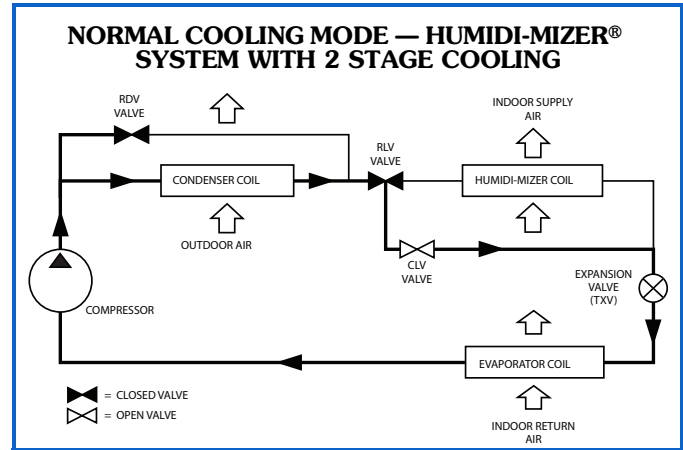 NORMAL COOLING MODE — HUMIDI-MIZER®
SYSTEM WITH 2 STAGE COOLING
RDV
VALVE
INDOOR SUPPLY
AIR
RLV
VALVE
CONDENSER COIL
HUMIDI-MIZER COIL
OUTDOOR AIR
CLV
VALVE
EXPANSION
VALVE
(TXV)
COMPRESSOR
EVAPORATOR COIL
= CLOSED VALVE
= OPEN VALVE
INDOOR RETURN
AIR